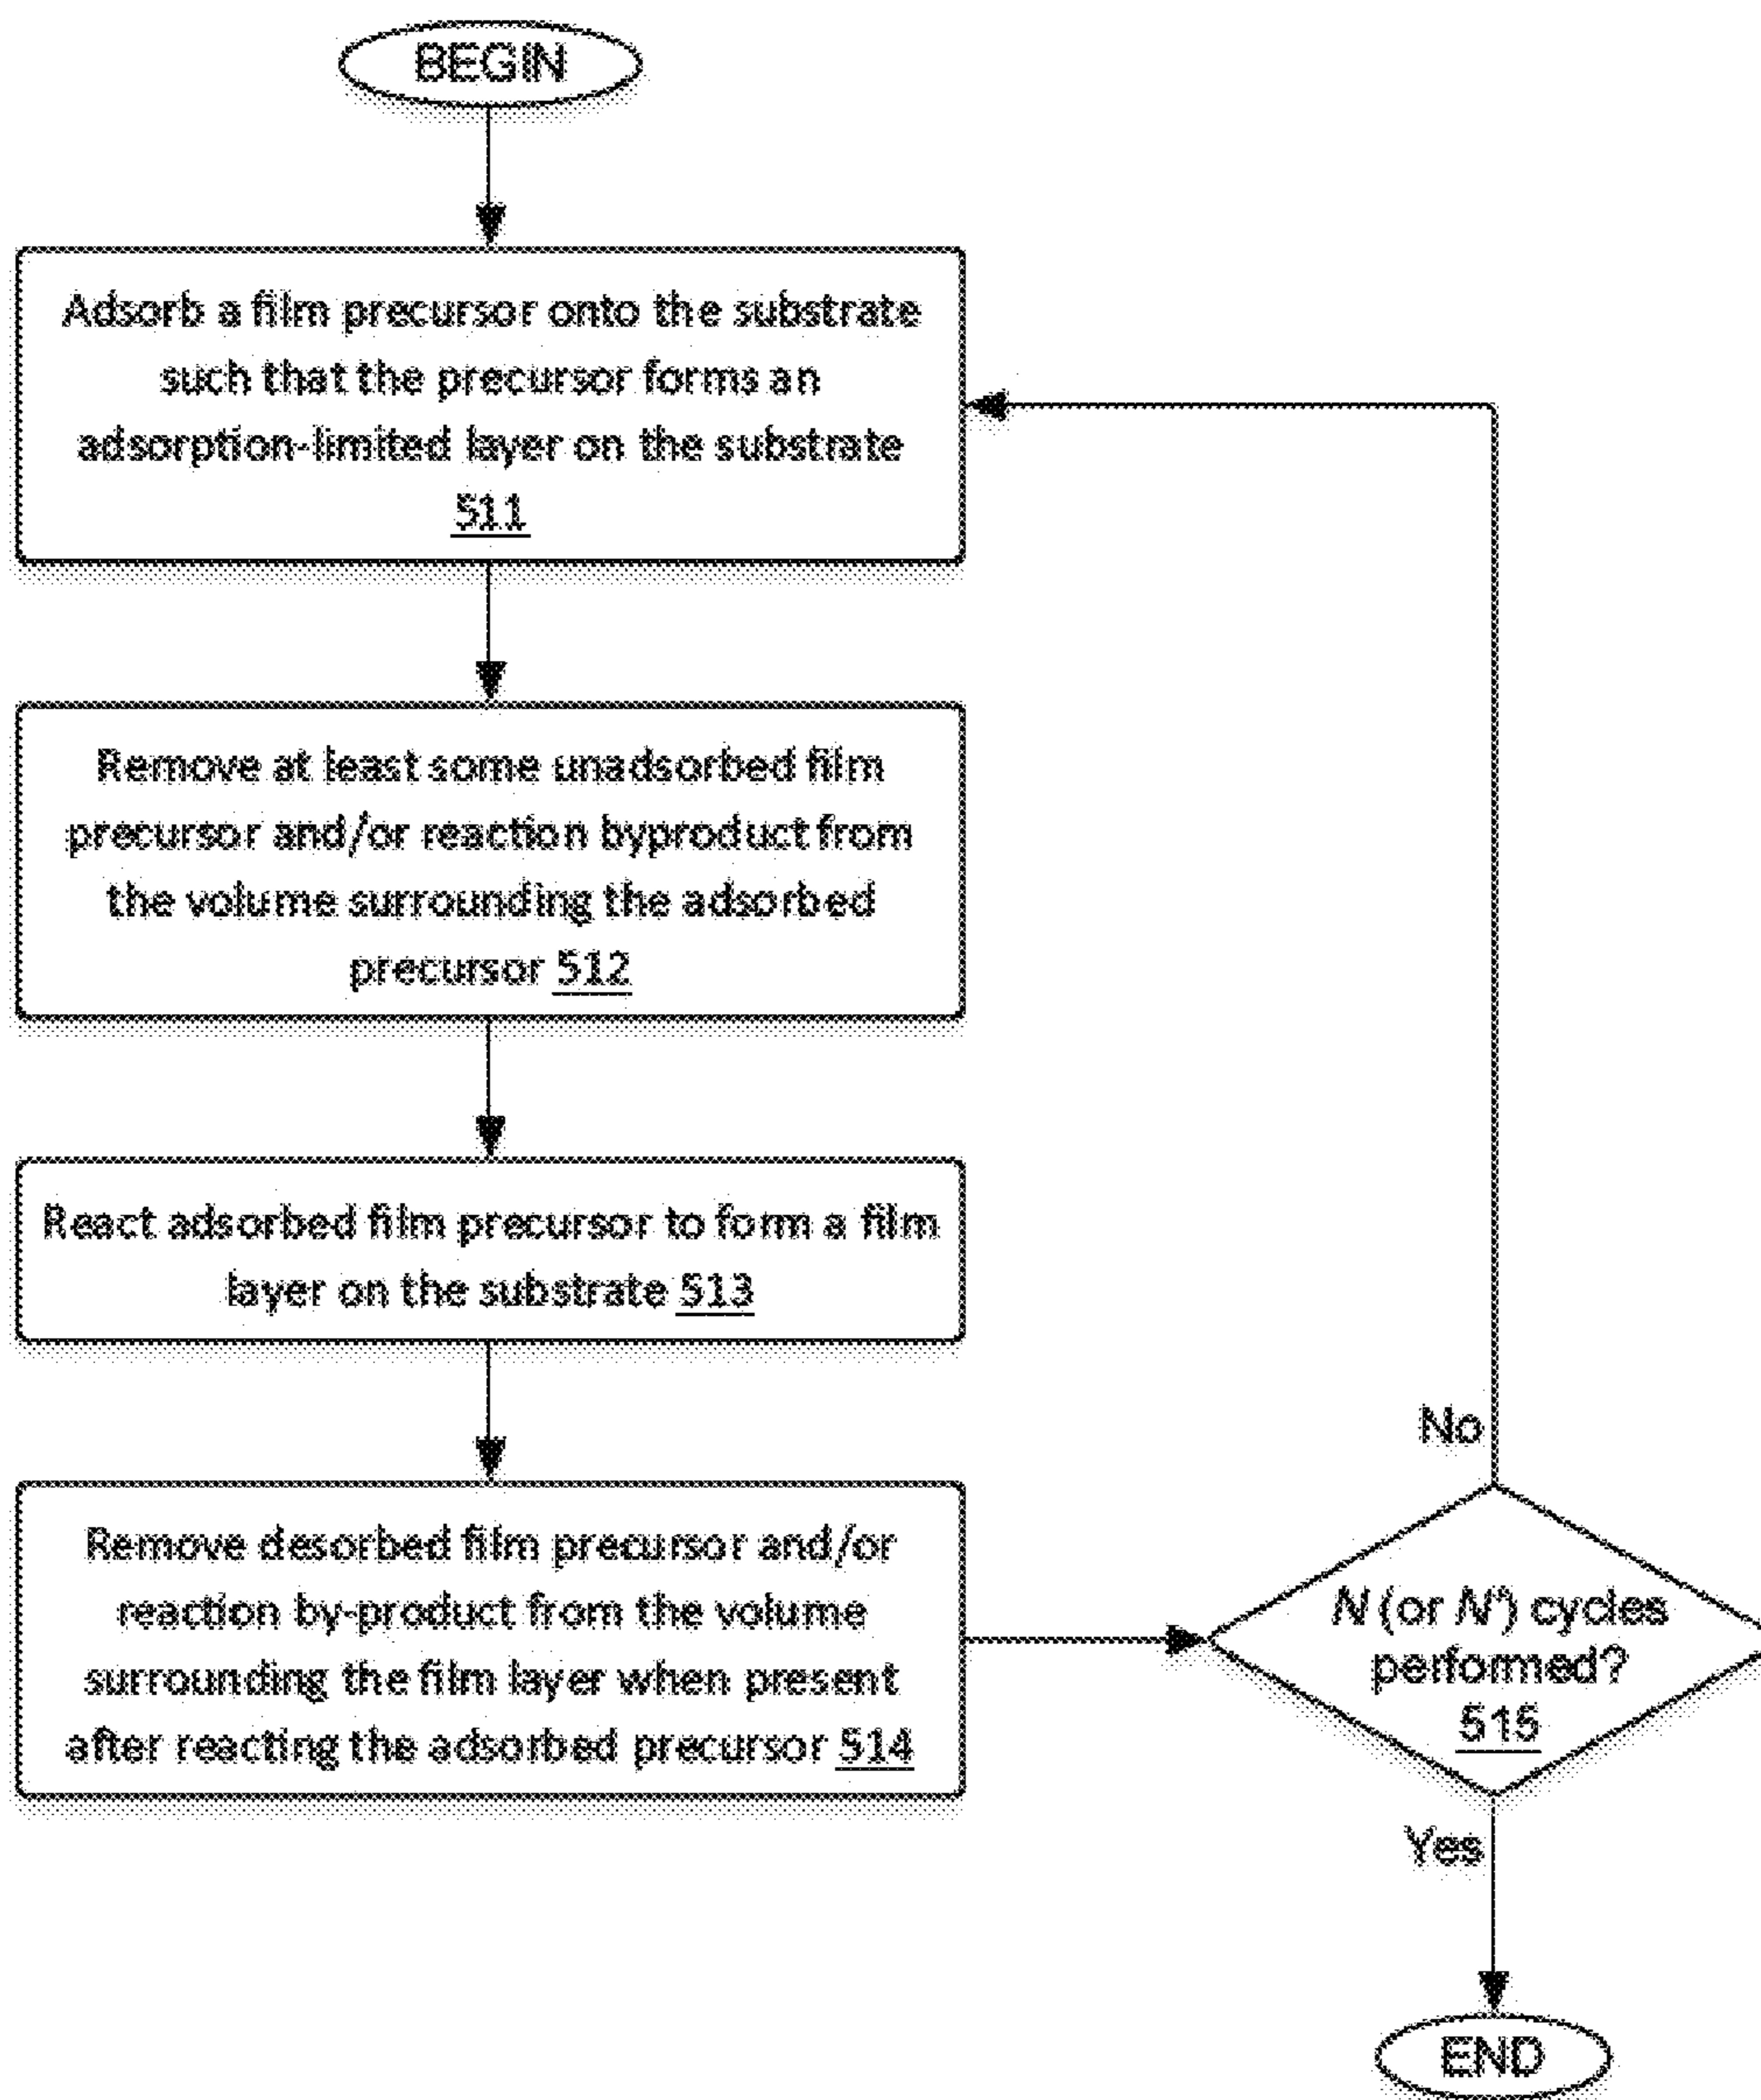 BEGIN
Adsorb a film precursor onto the substrate
such that the precursor forms an
adsorption-limited layer on the substrate
511
Remove at least some unadsorbed film
precursor and/or reaction byproduct from
the volume surrounding the adsorbed
precursor 512
React adsorbed film precursor to form a film
layer on the substrate 513
Remove desorbed film precursor and/or
reaction by-product from the volume
surrounding the film layer when present
after reacting the adsorbed precursor 514
No
N (or N') cycles
performed?
515
Yes
END